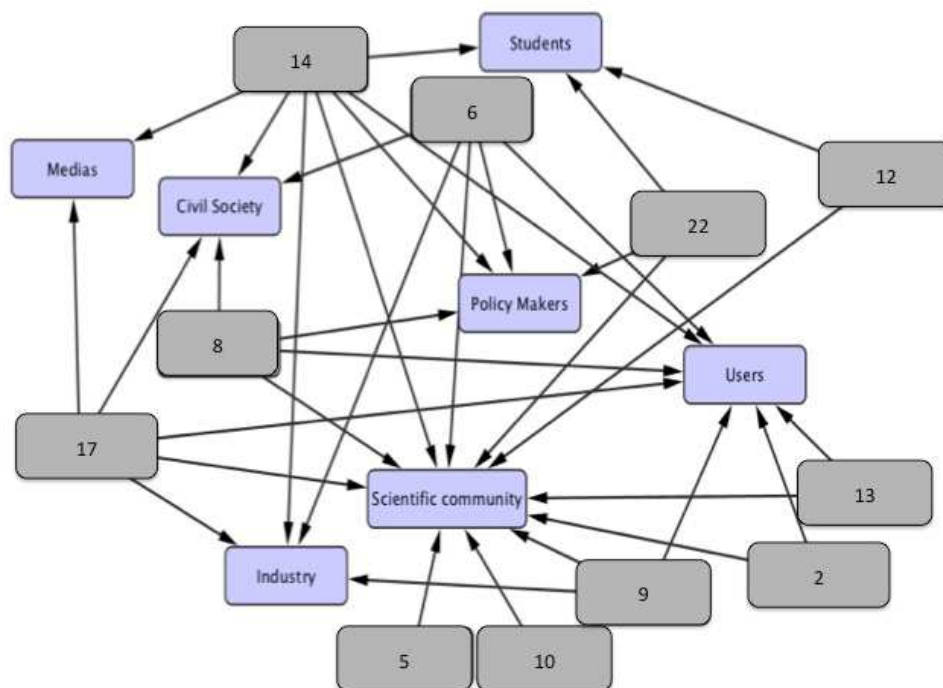 Students
14
6
Medias
12
Civil Society
22
Policy Makers
8
Users
17
Scientific community
13
Industry
2
9
5
10